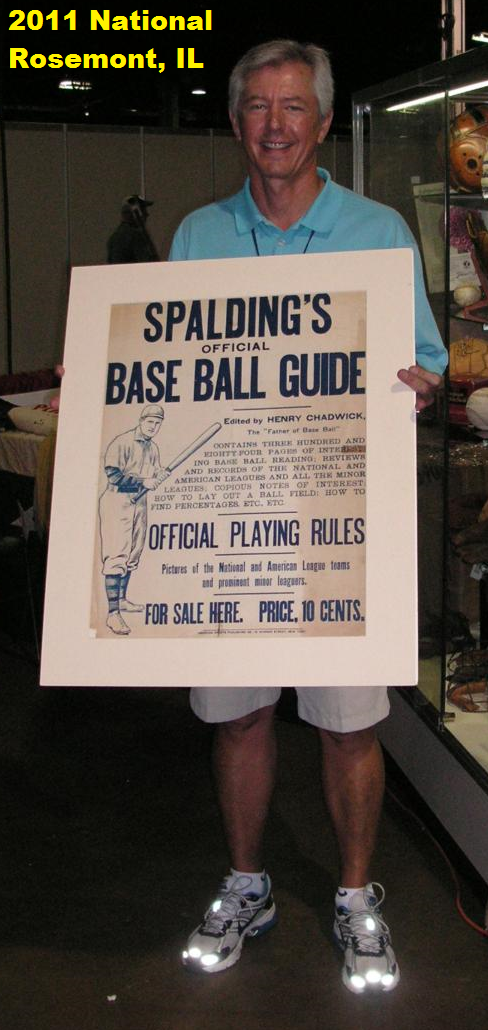 2011 National
Rosemont, IL
SPALDING'S
OFFICIAL
BASE BALL GUIDE
Edited by HENRY CHADWICK,
The "Father of Base Ball"
CONTAINS THREE HUNDRED AND
EIGHTY-FOUR PAGES OF INTEREST-
ING BASE BALL READING; REVIEWS
AND RECORDS OF THE NATIONAL AND
AMERICAN LEAGUES AND ALL THE MINOR
LEAGUES; COPIOUS NOTES OF INTEREST;
HOW TO LAY OUT A BALL FIELD; HOW TO
FIND PERCENTAGES, ETC. ETC.
OFFICIAL PLAYING RULES
Pictures of the National and American League teams
and prominent minor leaguers.
FOR SALE HERE. PRICE, 10 CENTS.